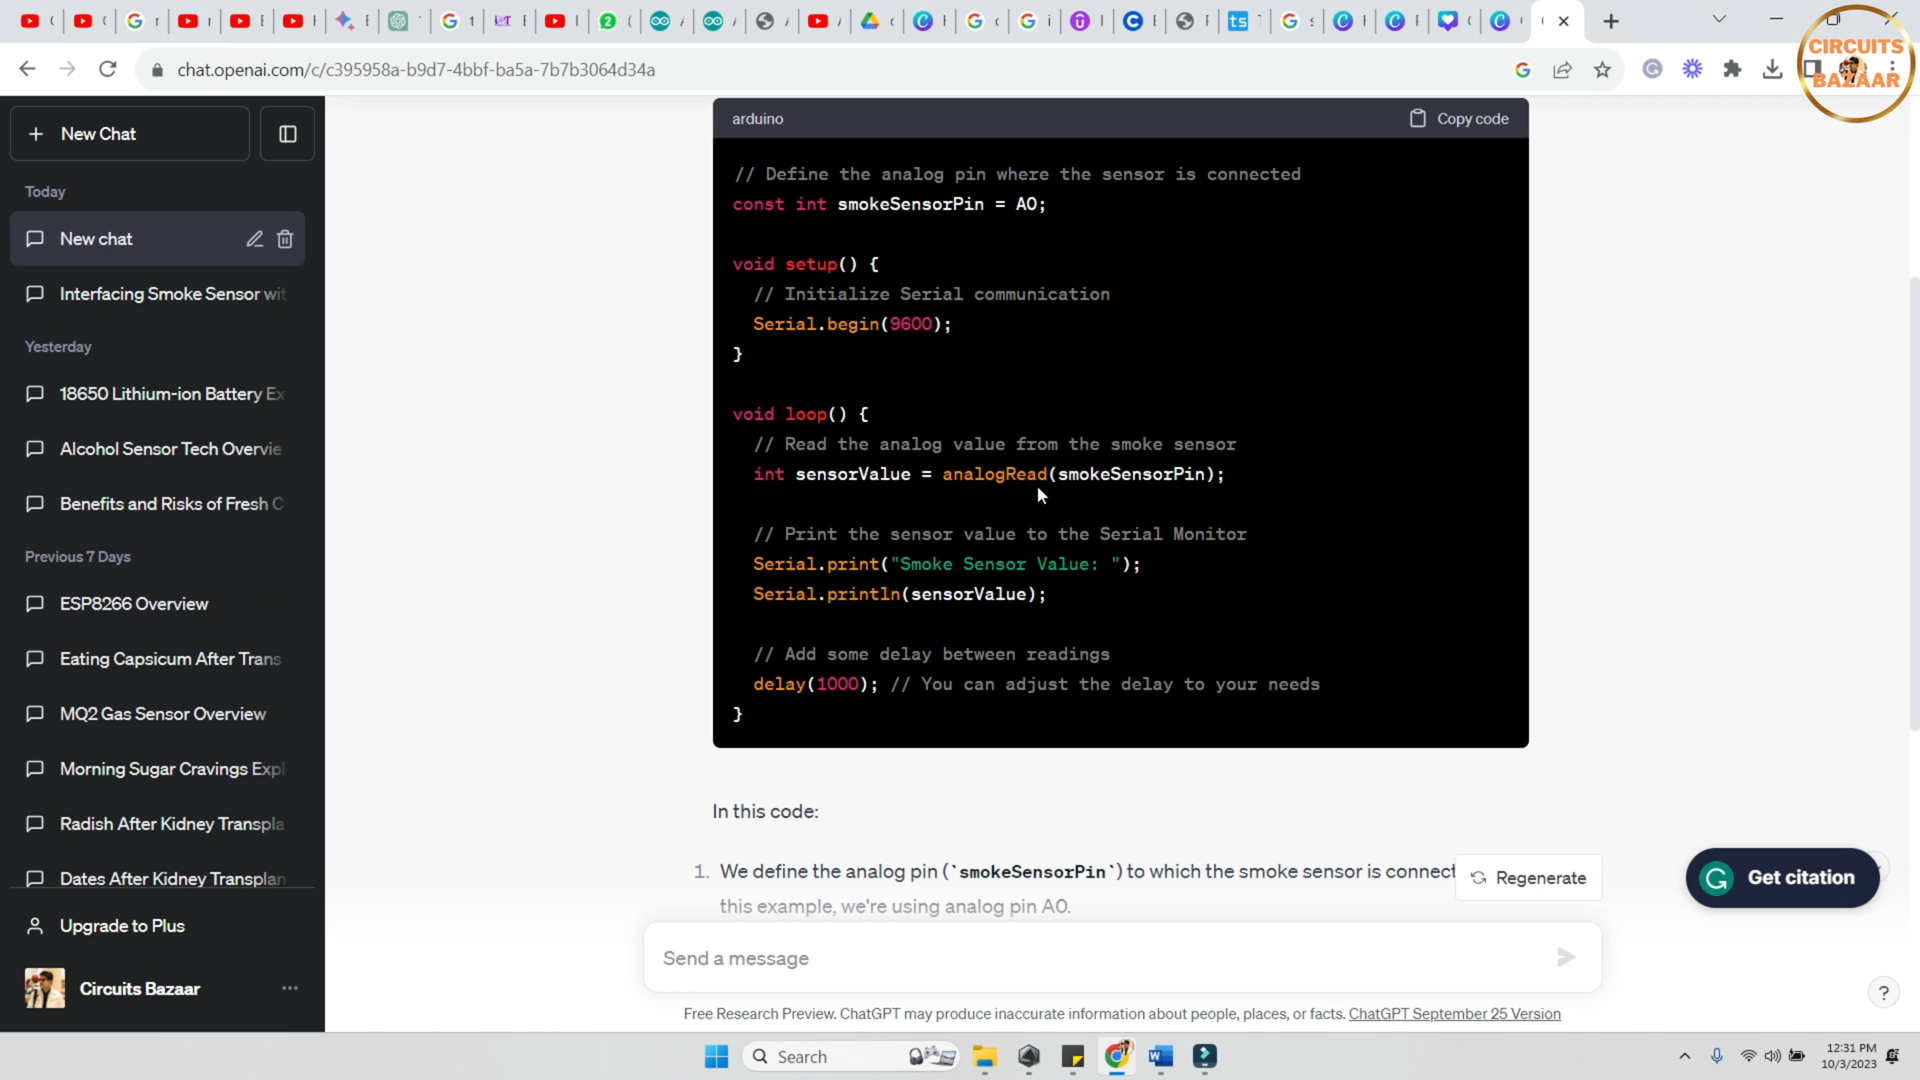 chat.openai.com/c/c395958a-b9d7-4bbf-ba5a-7b7b3064d34a
CIRCUITS
BAZAAR
New Chat
Today
New chat
Interfacing Smoke Sensor wit
Yesterday
18650 Lithium-ion Battery Ex
Alcohol Sensor Tech Overvie
Benefits and Risks of Fresh C
Previous 7 Days
ESP8266 Overview
Eating Capsicum After Trans
MQ2 Gas Sensor Overview
Morning Sugar Cravings Expl
Radish After Kidney Transpla
Dates After Kidney Transplan
Upgrade to Plus
Circuits Bazaar
arduino
Copy code
// Define the analog pin where the sensor is connected
const int smokeSensorPin = A0;
void setup() {
// Initialize Serial communication
Serial.begin(9600);
}
void loop() {
// Read the analog value from the smoke sensor
int sensorValue = analogRead(smokeSensorPin);
// Print the sensor value to the Serial Monitor
Serial.print("Smoke Sensor Value: ");
Serial.println(sensorValue);
// Add some delay between readings
delay(1000); // You can adjust the delay to your needs
}
In this code:
1. We define the analog pin (`smokeSensorPin`) to which the smoke sensor is connect
this example, we're using analog pin A0.
Regenerate
Get citation
Send a message
Free Research Preview. ChatGPT may produce inaccurate information about people, places, or facts. ChatGPT September 25 Version
?
Search
12:31 PM
10/3/2023